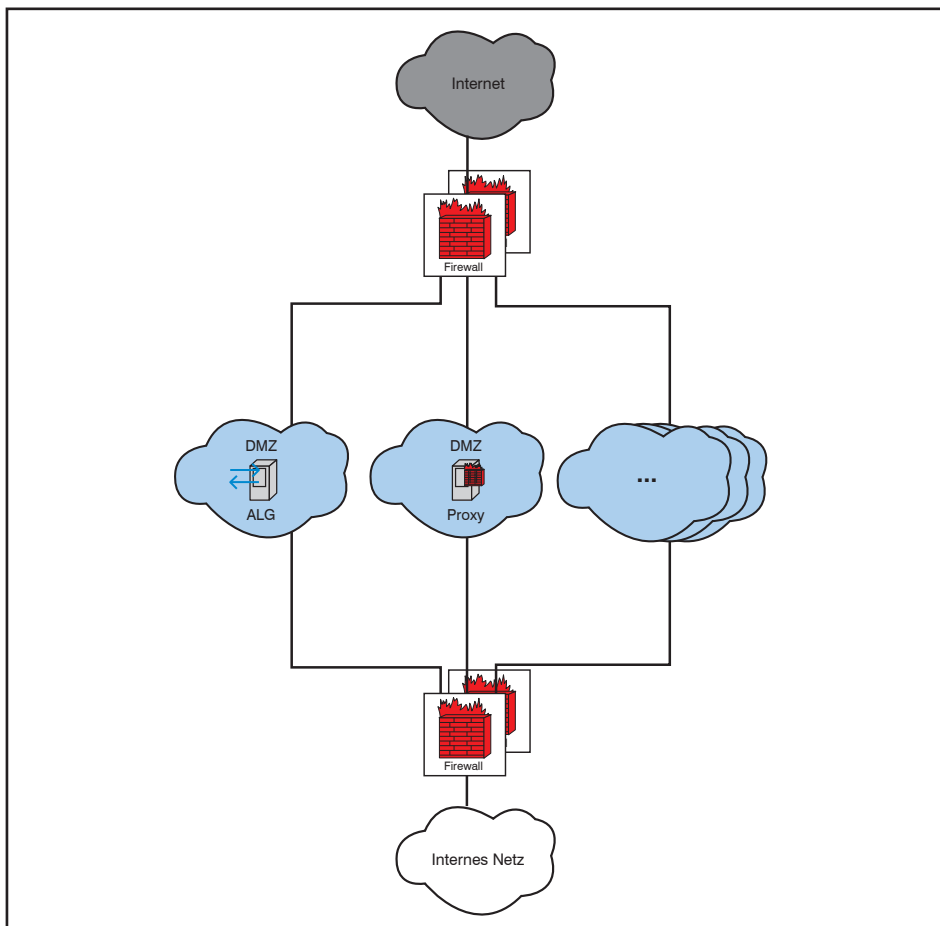 Internet
Firewall
DMZ
ALG
DMZ
Proxy
...
Firewall
Internes Netz